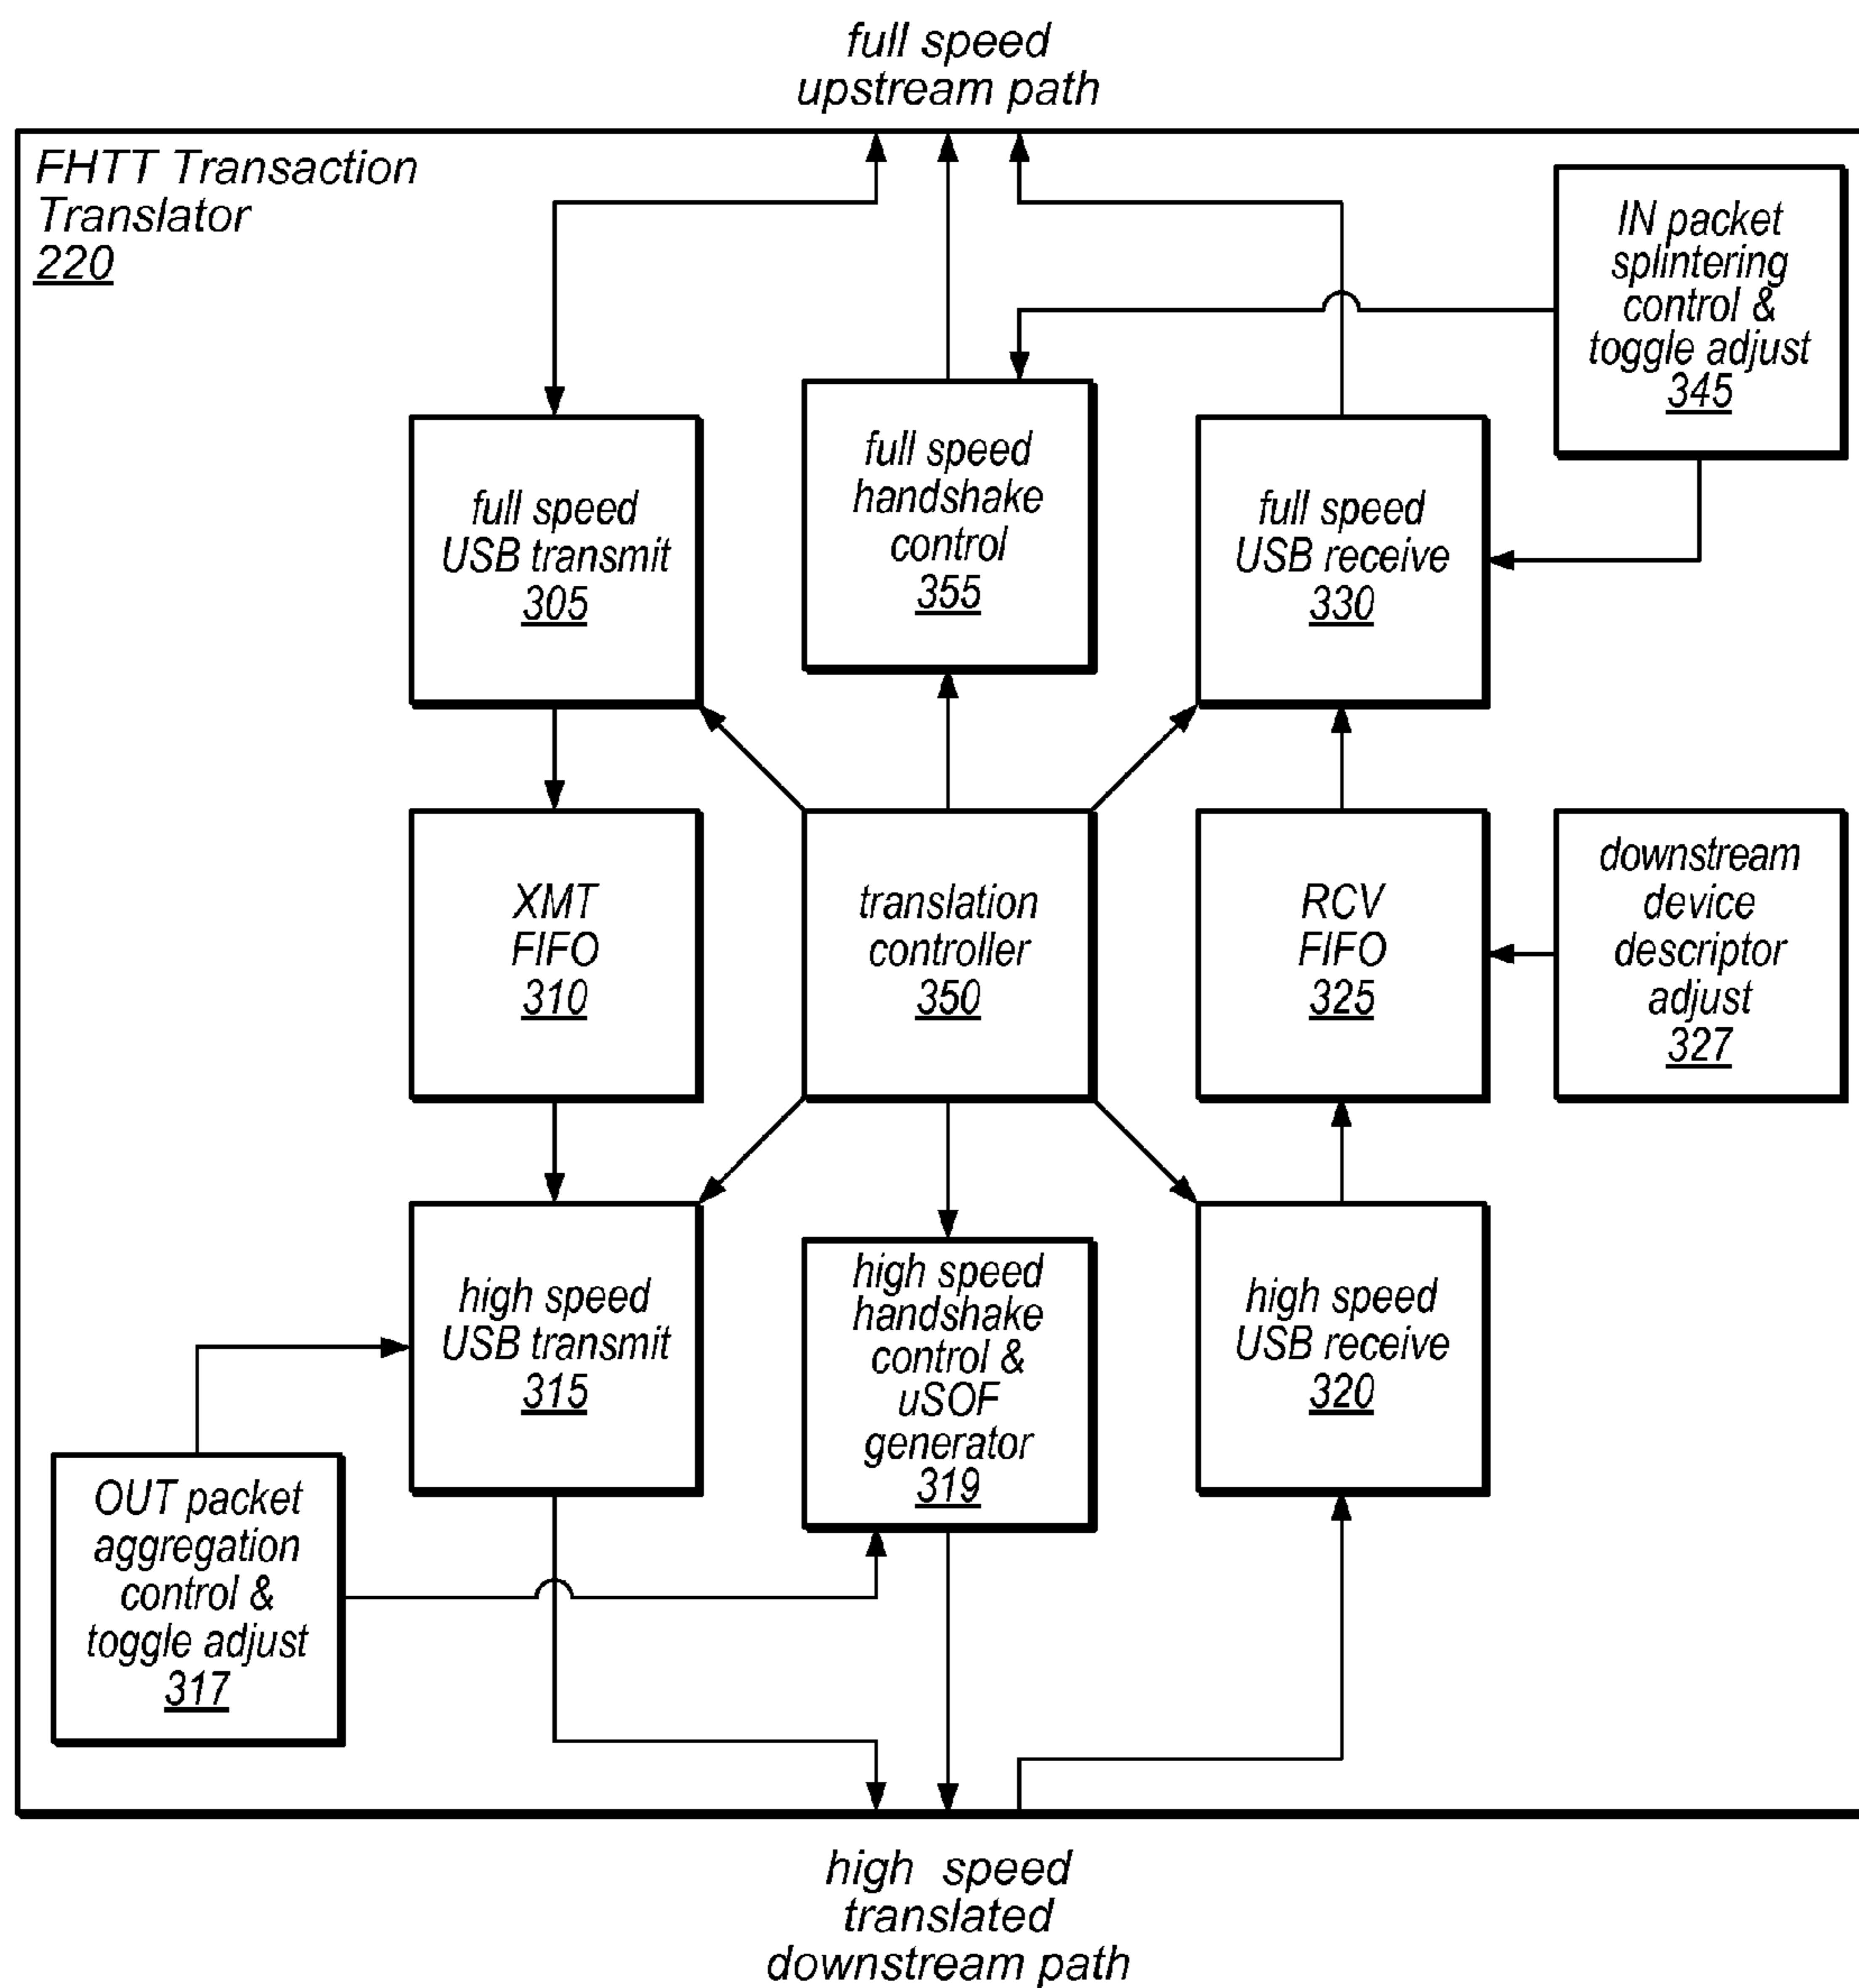 full speed
upstream path
FHTT Transaction
Translator
220
IN packet
splintering
control &
toggle adjust
345
full speed
USB transmit
305
full speed
handshake
control
355
full speed
USB receive
330
XMT
FIFO
310
translation
controller
350
RCV
FIFO
325
downstream
device
descriptor
adjust
327
high speed
USB transmit
315
high speed
handshake
control &
uSOF
generator
319
high speed
USB receive
320
OUT packet
aggregation
control &
toggle adjust
317
high speed
translated
downstream path